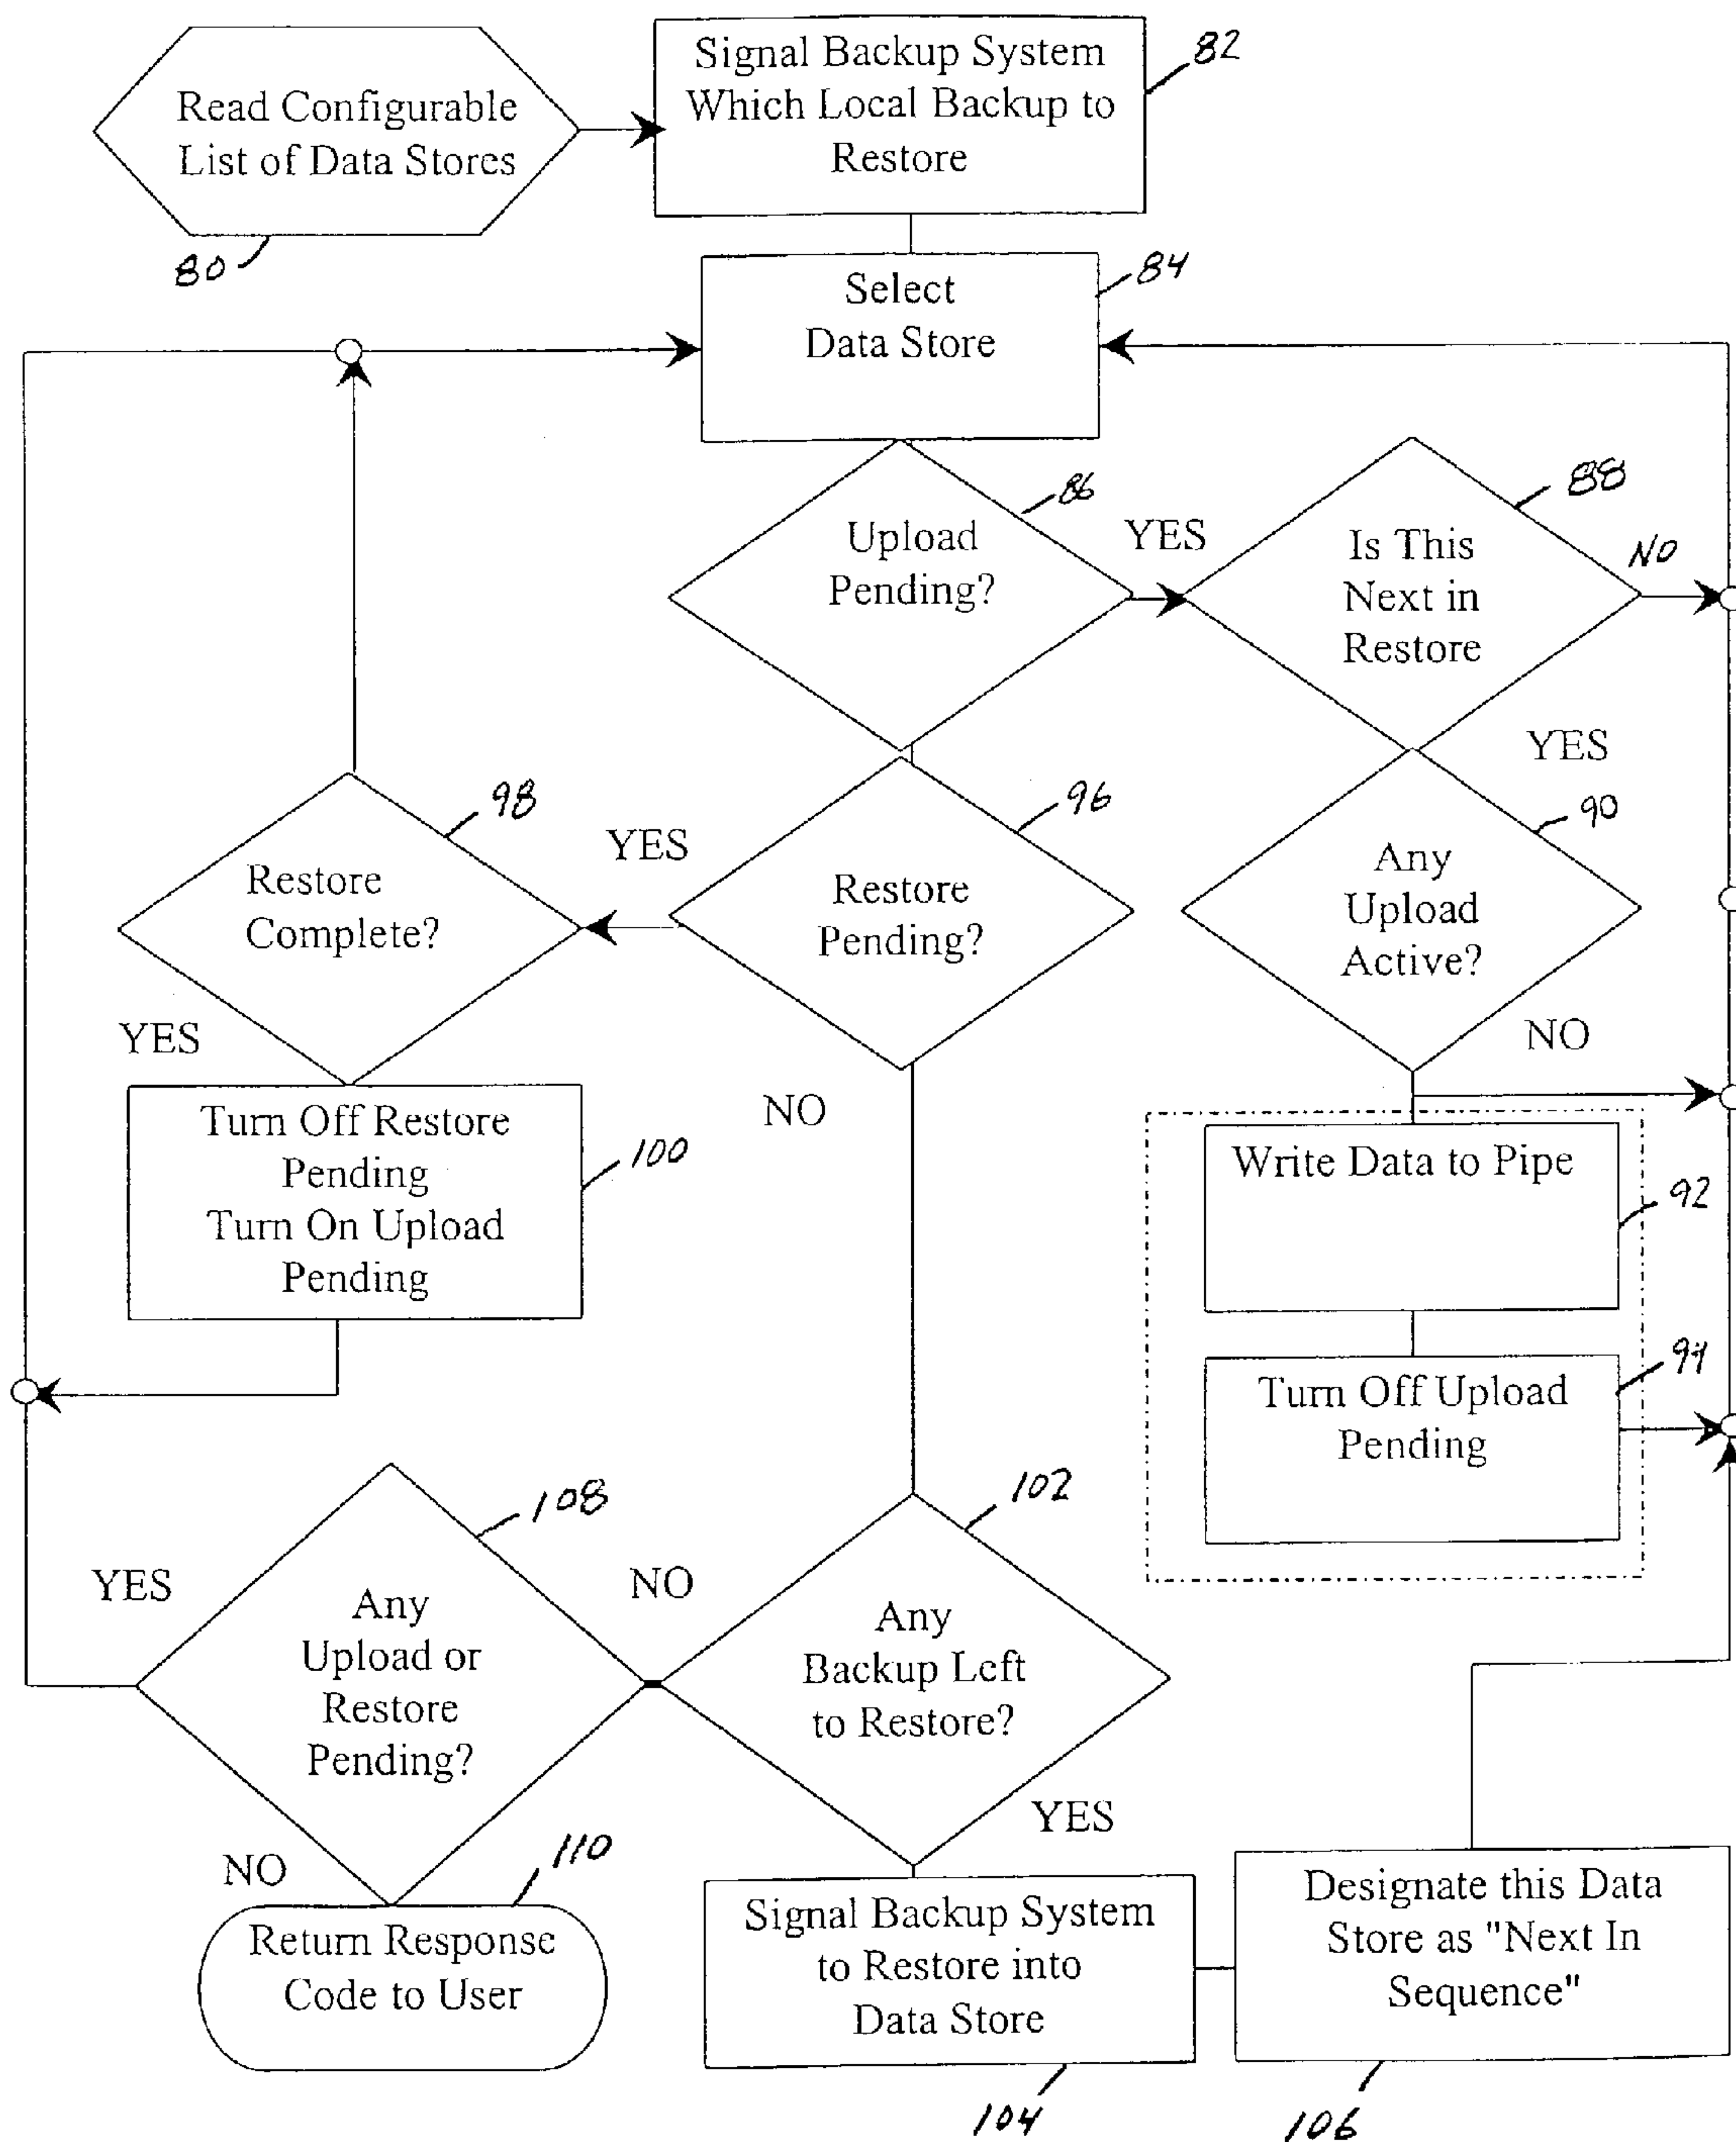 Read Configurable
List of Data Stores
80
Signal Backup System
Which Local Backup to
Restore
82
Select
Data Store
84
Upload
Pending?
86
YES
Is This
Next in
Restore
88
NO
YES
Restore
Complete?
98
YES
Restore
Pending?
96
Any
Upload
Active?
90
YES
NO
NO
Turn Off Restore
Pending
Turn On Upload
Pending
100
Write Data to Pipe
92
Turn Off Upload
Pending
94
YES
Any
Upload or
Restore
Pending?
108
NO
Any
Backup Left
to Restore?
102
NO
YES
Return Response
Code to User
110
Signal Backup System
to Restore into
Data Store
104
Designate this Data
Store as "Next In
Sequence"
106